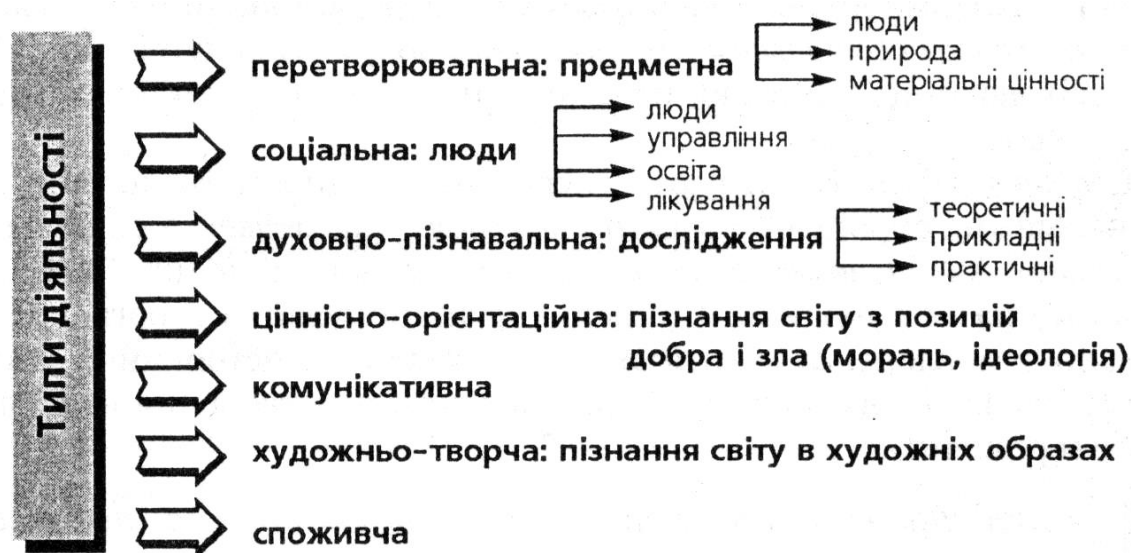 Типи діяльності
перетворювальна: предметна
люди
природа
матеріальні цінності
соціальна: люди
люди
управління
освіта
лікування
духовно-пізнавальна: дослідження
теоретичні
прикладні
практичні
ціннісно-орієнтаційна: пізнання світу з позицій
добра і зла (мораль, ідеологія)
комунікативна
художньо-творча: пізнання світу в художніх образах
споживча